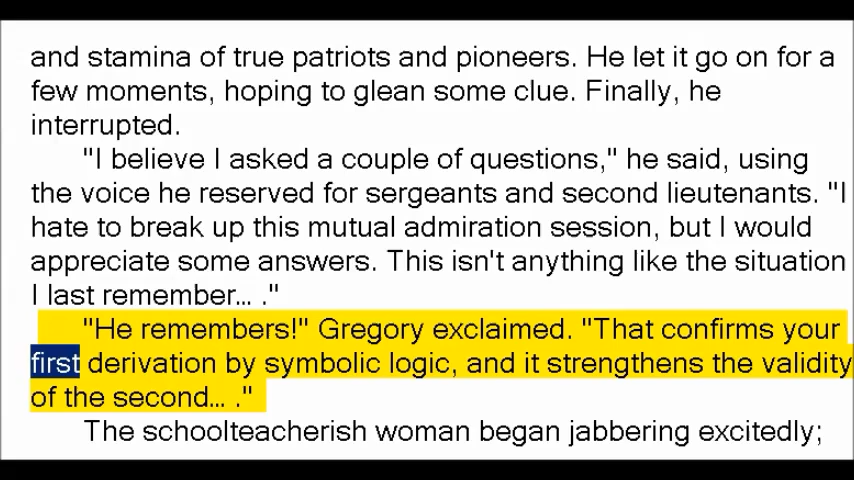 and stamina of true patriots and pioneers. He let it go on for a
few moments, hoping to glean some clue. Finally, he
interrupted.
"I believe I asked a couple of questions," he said, using
the voice he reserved for sergeants and second lieutenants. "I
hate to break up this mutual admiration session, but I would
appreciate some answers. This isn't anything like the situation
I last remember... ."
"He remembers!" Gregory exclaimed. "That confirms your
first derivation by symbolic logic, and it strengthens the validity
of the second... ."
The schoolteacherish woman began jabbering excitedly;